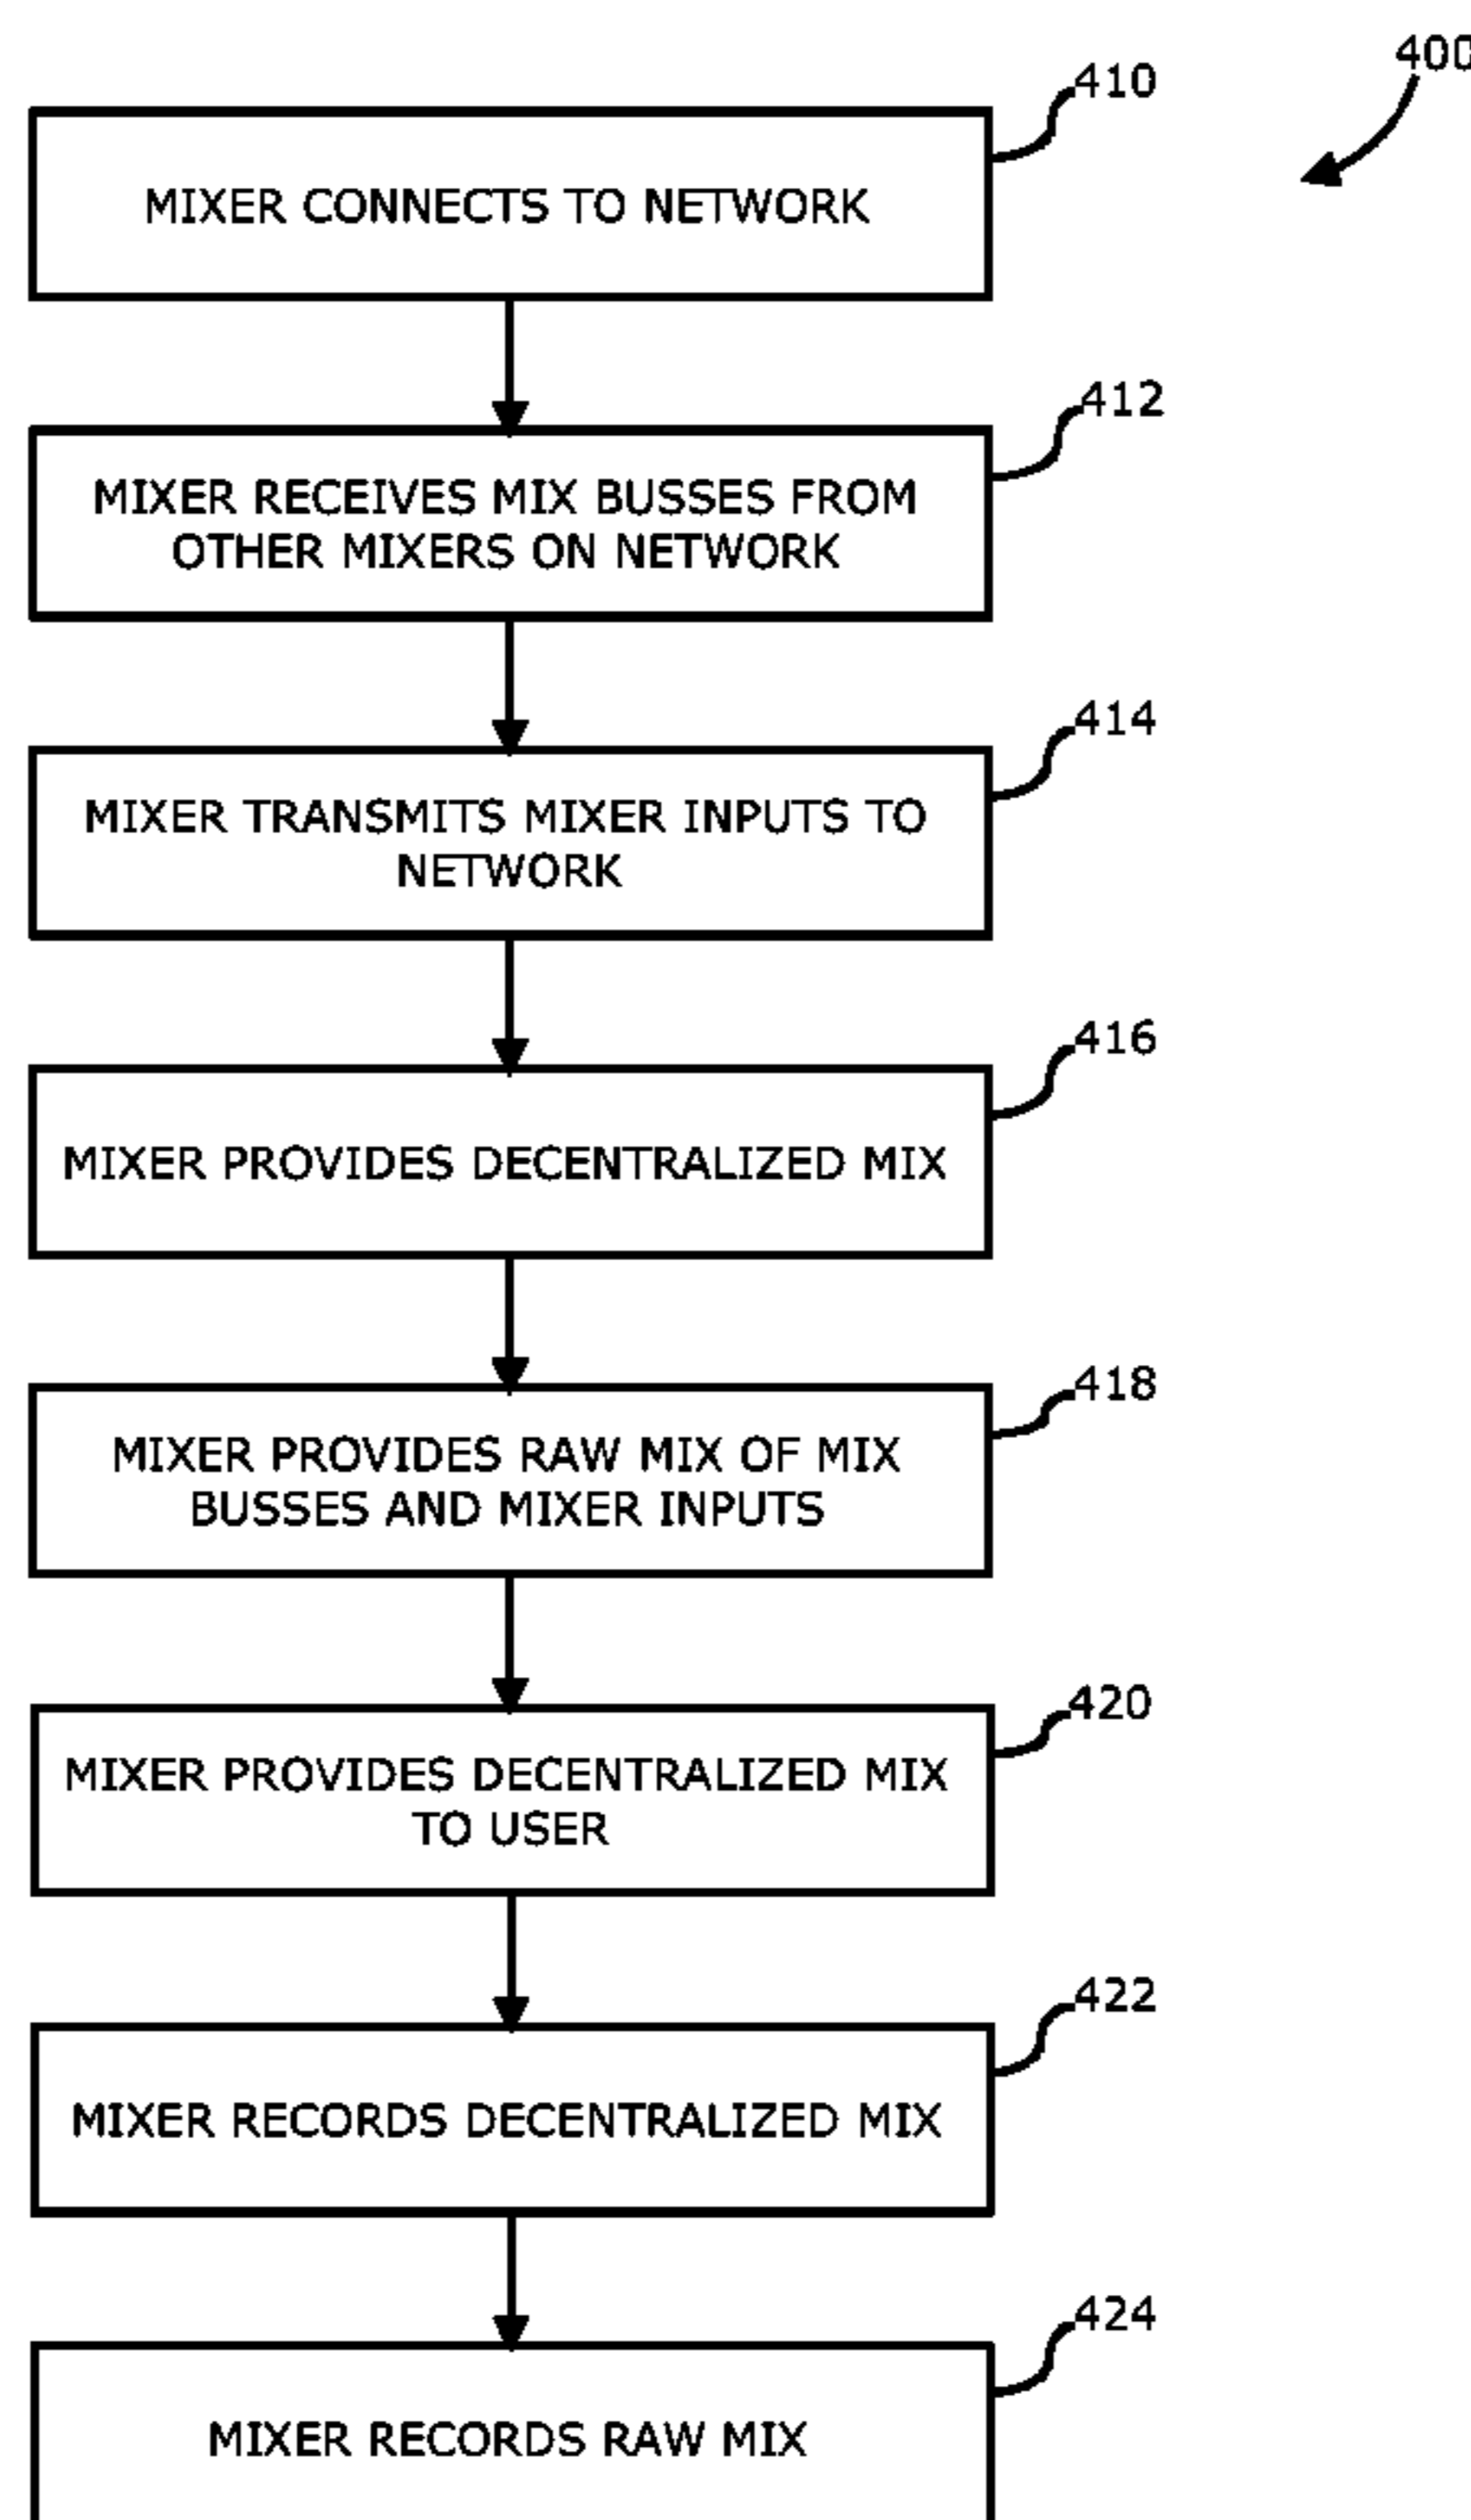 400
410
MIXER CONNECTS TO NETWORK
412
MIXER RECEIVES MIX BUSSES FROM
OTHER MIXERS ON NETWORK
414
MIXER TRANSMITS MIXER INPUTS TO
NETWORK
416
MIXER PROVIDES DECENTRALIZED MIX
418
MIXER PROVIDES RAW MIX OF MIX
BUSSES AND MIXER INPUTS
420
MIXER PROVIDES DECENTRALIZED MIX
TO USER
422
MIXER RECORDS DECENTRALIZED MIX
424
MIXER RECORDS RAW MIX